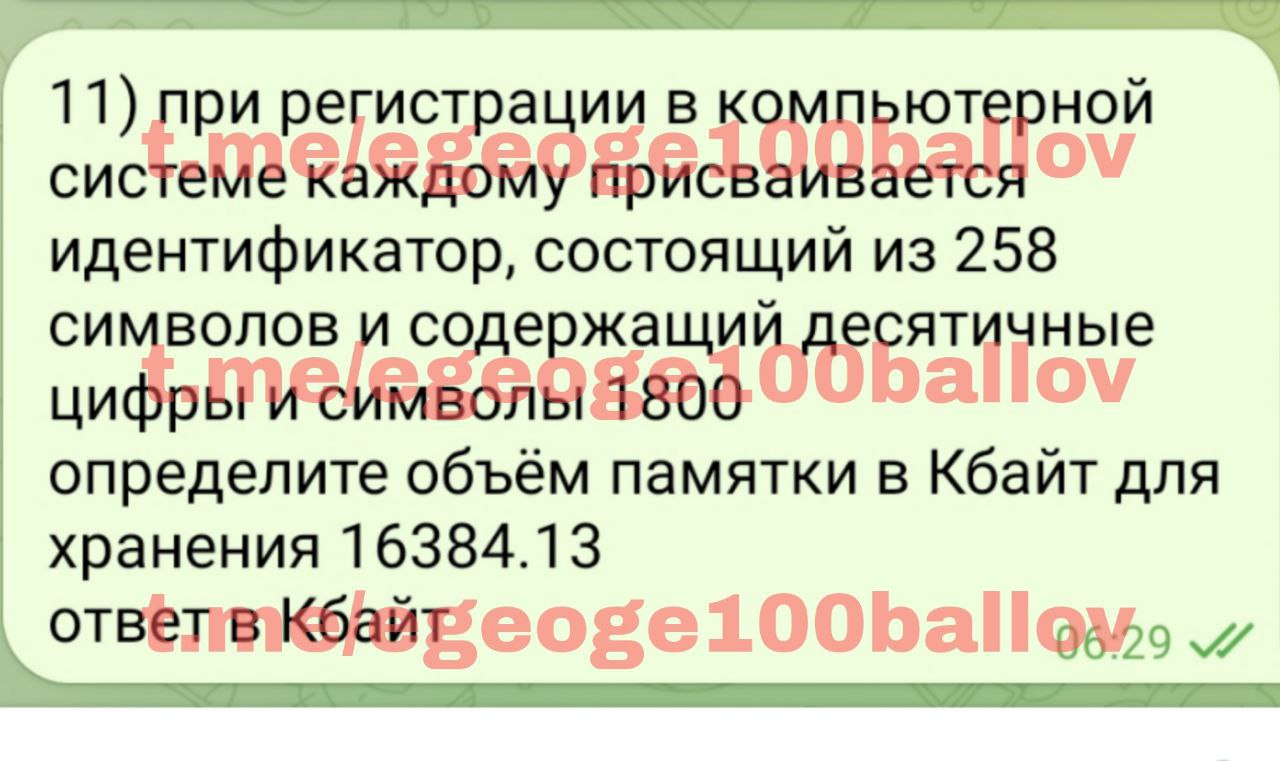 11) при регистрации в компьютерной
t.me/egeoge100ballov
системе каждому присваивается
идентификатор, состоящий из 258
символов и содержащий десятичные
t.me/egeoge100ballov
цифры и символы 1800
определите объём памятки в Кбайт для
хранения 16384.13
t.me/egeoge100ballov
ответ в Кбайт
06:29